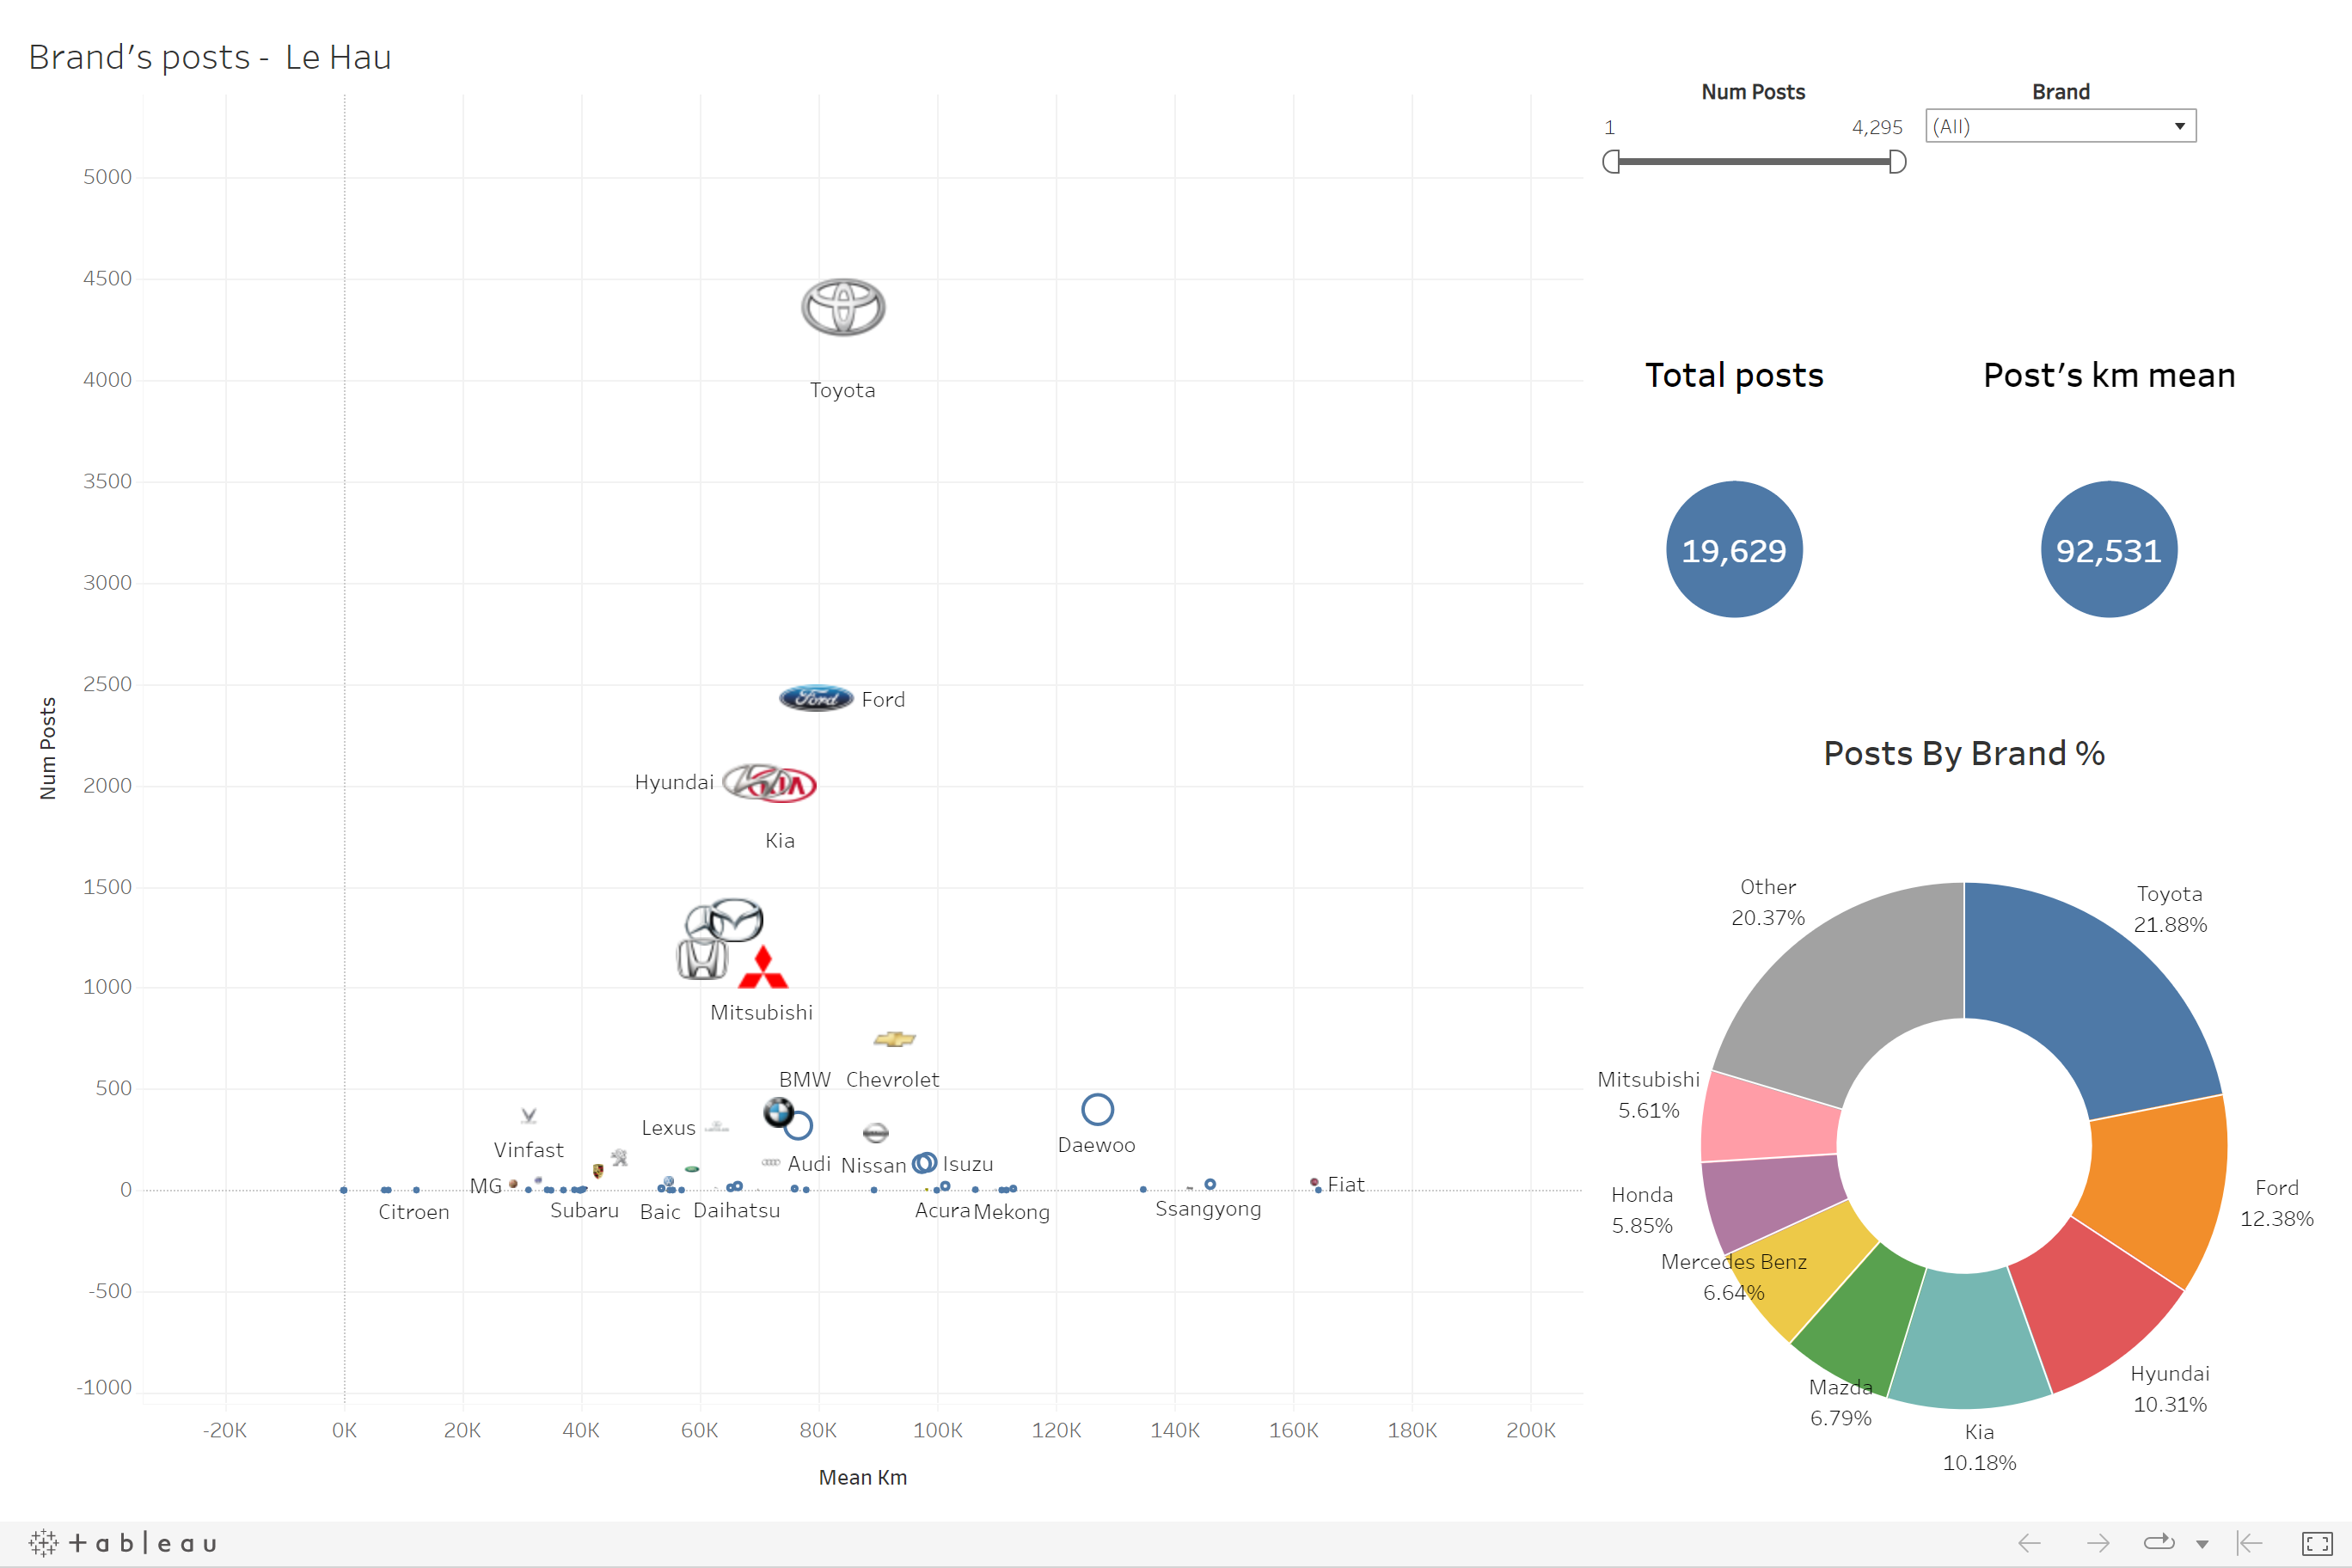 Brand's posts - Le Hau
Num Posts
Brand
1
4,295
(All)
5000
4500
4000
3500
3000
2500
2000
1500
1000
500
0
-500
-1000
Num Posts
Toyota
Ford
Ford
Hyundai
KIA
Kia
Mitsubishi
BMW
Chevrolet
Vinfast
Lexus
Audi
Nissan
Isuzu
Daewoo
MG
Fiat
Citroen
Subaru
Baic
Daihatsu
Acura
Mekong
Ssangyong
-20K
0K
20K
40K
60K
80K
100K
120K
140K
160K
180K
200K
Mean Km
Total posts
Post's km mean
19,629
92,531
Posts By Brand %
Other
20.37%
Toyota
21.88%
Mitsubishi
5.61%
Honda
5.85%
Ford
12.38%
Mercedes Benz
6.64%
Mazda
6.79%
Hyundai
10.31%
Kia
10.18%
+ableau